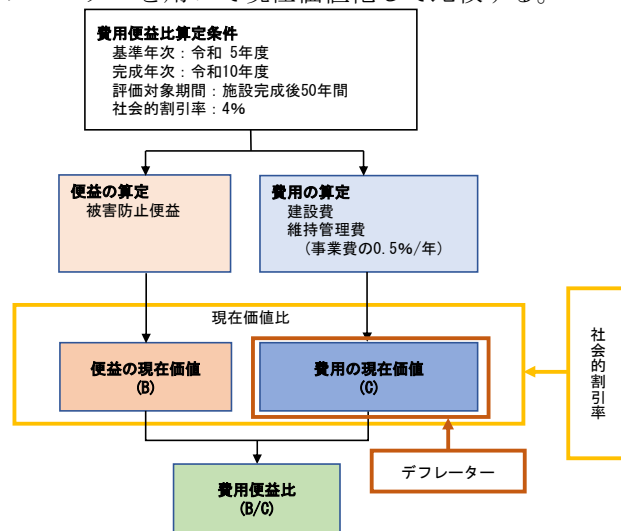 費用便益比算定条件
基準年次：令和 5年度
完成年次：令和10年度
評価対象期間：施設完成後50年間
社会的割引率：4%
便益の算定
被害防止便益
費用の算定
建設費
維持管理費
(事業費の0.5%/年)
現在価値比
便益の現在価値
(B)
費用の現在価値
(C)
社会的割引率
デフレーター
費用便益比
(B/C)